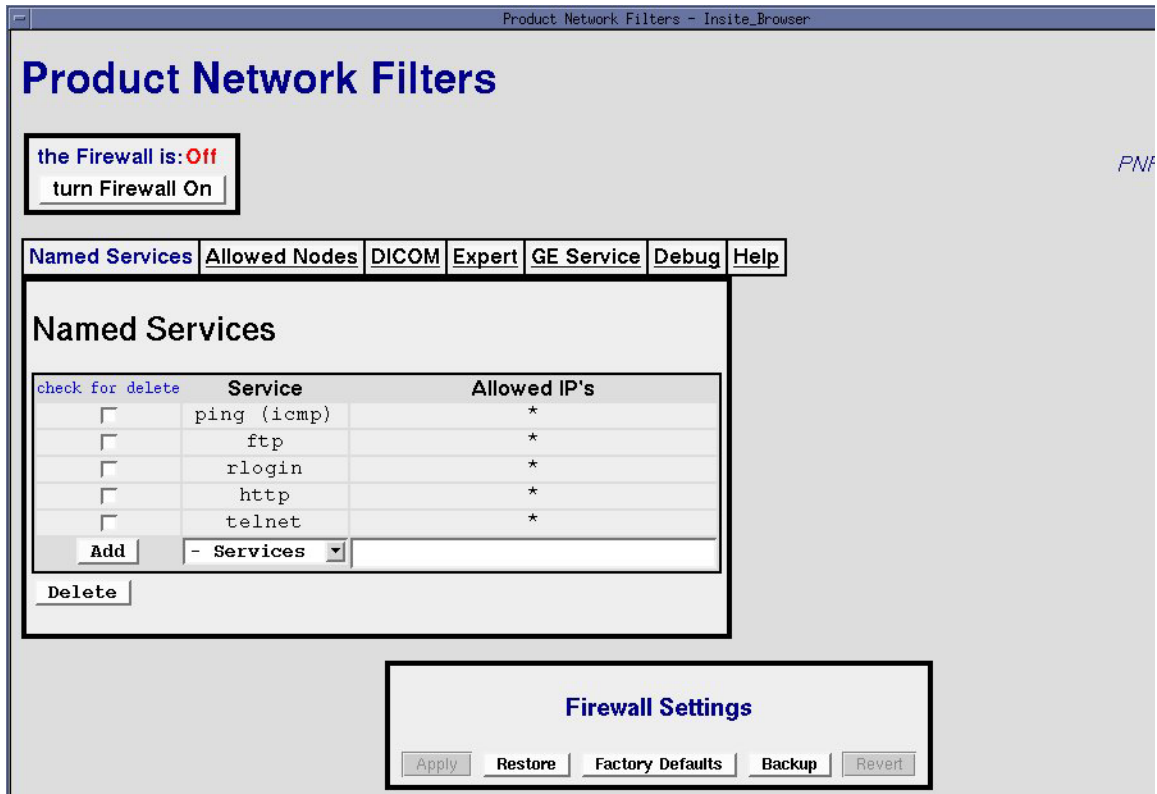 Product Network Filters - Insite_Browser
Product Network Filters
the Firewall is: Off
turn Firewall On
PNF
Named Services Allowed Nodes DICOM Expert GE Service Debug Help
Named Services
check for delete Service Allowed IP's
ping (icmp) *
ftp *
rlogin *
http *
telnet *
Add - Services
Delete
Firewall Settings
Apply Restore Factory Defaults Backup Revert